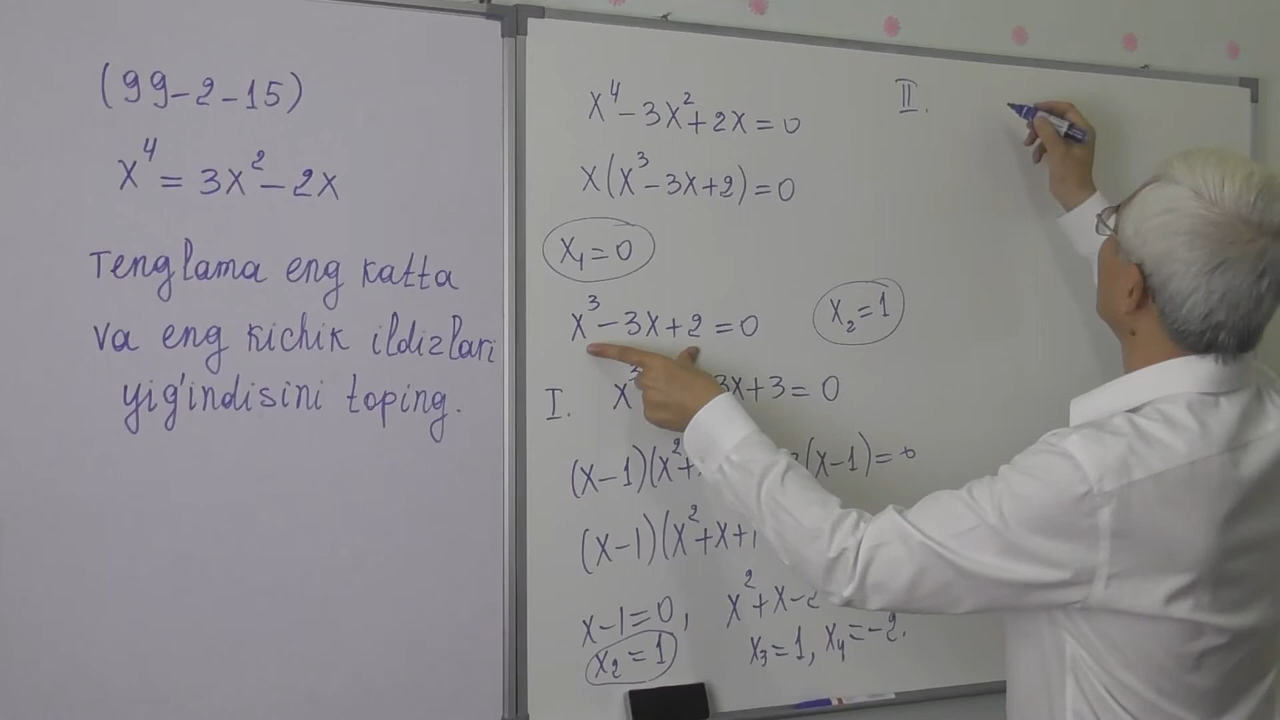 (99-2-15)
x⁴ = 3x² - 2x
Tenglama eng katta
va eng kichik ildizlari
yig'indisini toping.
x⁴ - 3x² + 2x = 0
x(x³ - 3x + 2) = 0
x₁ = 0
x³ - 3x + 2 = 0
x₂ = 1
I. x³ 3x + 3 = 0
(x-1)(x²+ (x-1) = 0
(x-1)(x²+x+1
x-1=0, x²+x-2
x₂ = 1
x₃ = 1, x₄ = -2.
II.